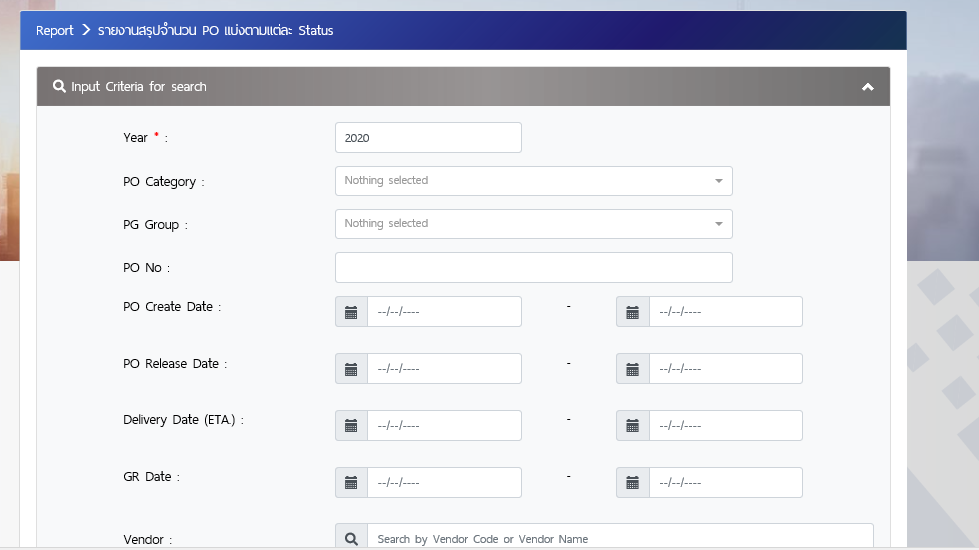 Report > รายงานสรุปจำนวน PO แบ่งตามแต่ละ Status
Input Criteria for search
Year * : 2020
PO Category : Nothing selected
PG Group : Nothing selected
PO No :
PO Create Date : --/--/---- - --/--/----
PO Release Date : --/--/---- - --/--/----
Delivery Date (ETA.) : --/--/---- - --/--/----
GR Date : --/--/---- - --/--/----
Vendor : Search by Vendor Code or Vendor Name